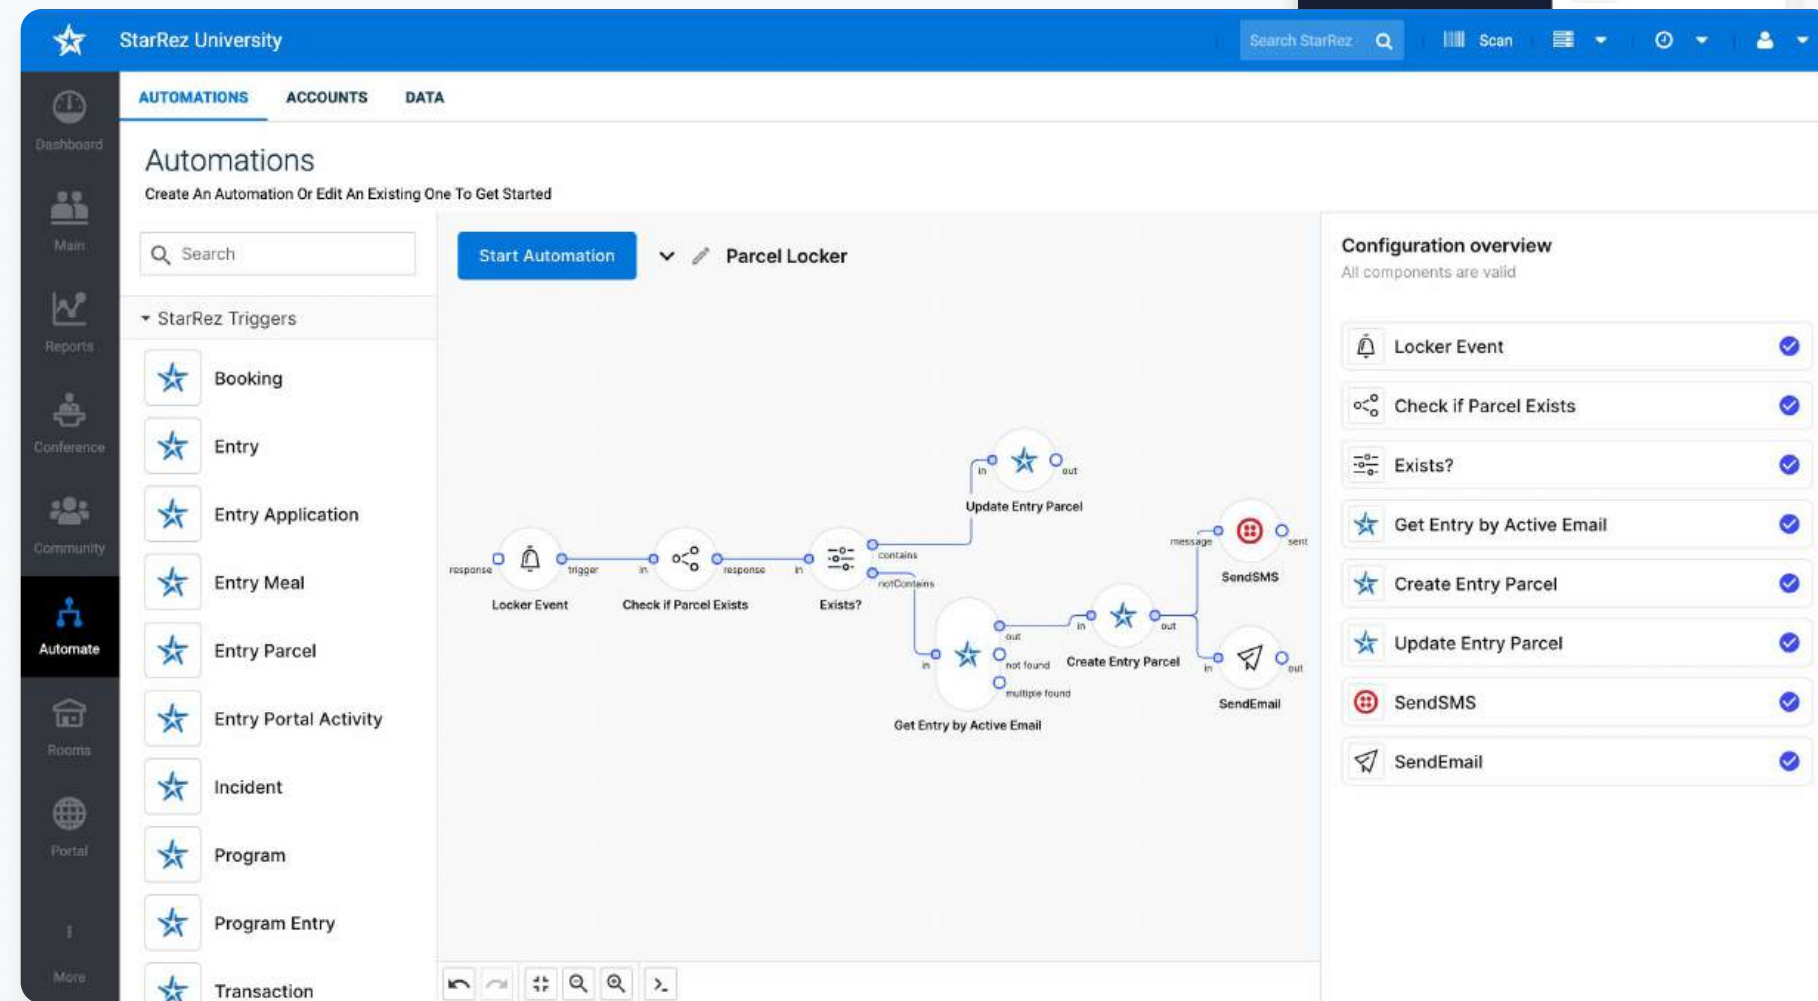 StarRez University
Search StarRez
Scan
AUTOMATIONS
ACCOUNTS
DATA
Automations
Create An Automation Or Edit An Existing One To Get Started
Dashboard
Main
Reports
Conference
Community
Automate
Rooms
Portal
More
Search
StarRez Triggers
Booking
Entry
Entry Application
Entry Meal
Entry Parcel
Entry Portal Activity
Incident
Program
Program Entry
Transaction
Start Automation
Parcel Locker
response
trigger
Locker Event
in
response
Check if Parcel Exists
in
contains
notContains
Exists?
in
out
Update Entry Parcel
in
out
not found
multiple found
Get Entry by Active Email
in
out
Create Entry Parcel
message
sent
SendSMS
in
out
SendEmail
Configuration overview
All components are valid
Locker Event
Check if Parcel Exists
Exists?
Get Entry by Active Email
Create Entry Parcel
Update Entry Parcel
SendSMS
SendEmail